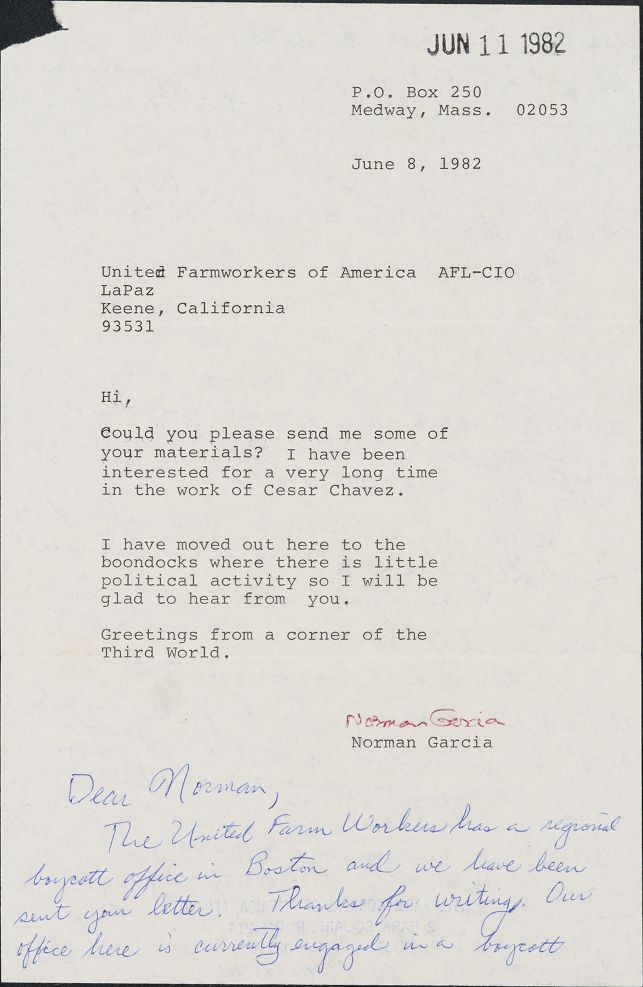 JUN 11 1982
P.O. Box 250
Medway, Mass. 02053
June 8, 1982
United Farmworkers of America AFL-CIO
LaPaz
Keene, California
93531
Hi,
Could you please send me some of
your materials? I have been
interested for a very long time
in the work of Cesar Chavez.
I have moved out here to the
boondocks where there is little
political activity so I will be
glad to hear from you.
Greetings from a corner of the
Third World.
Norman Garcia
Norman Garcia
Dear Norman,
The United Farm Workers has a regional
boycott office in Boston and we have been
sent your letter. Thanks for writing. Our
office here is currently engaged in a boycott